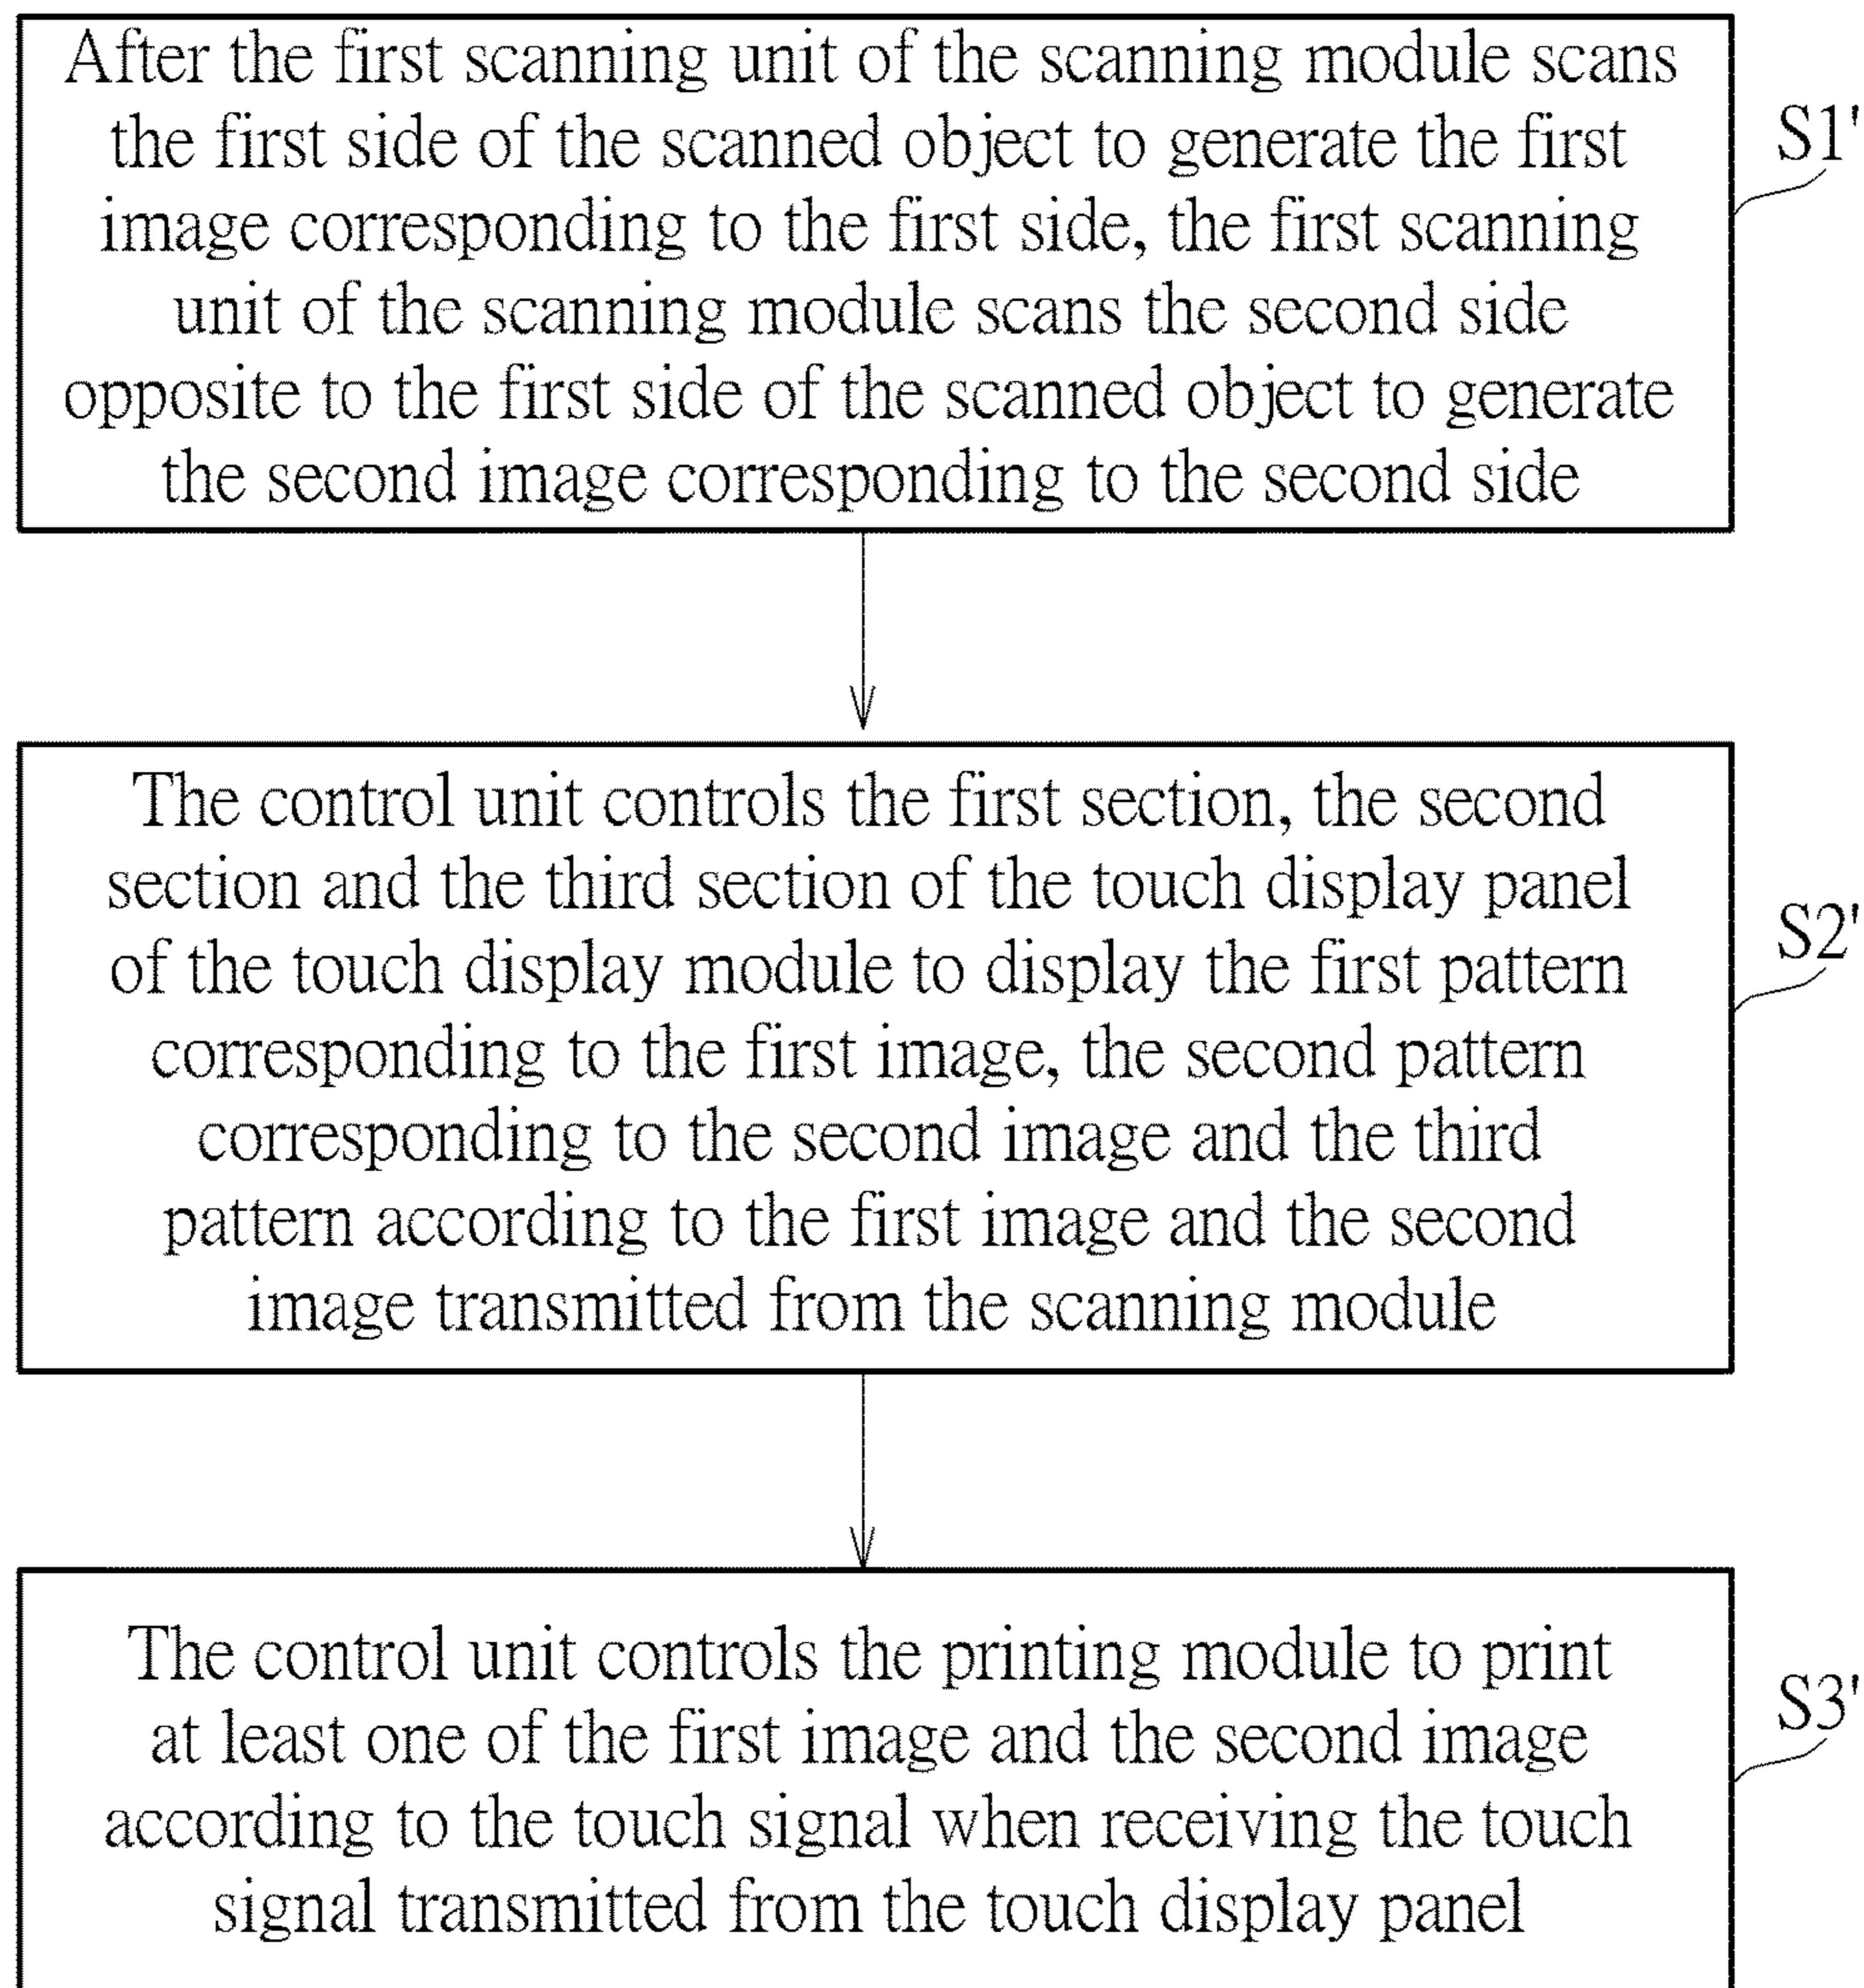 After the first scanning unit of the scanning module scans
the first side of the scanned object to generate the first
image corresponding to the first side, the first scanning
unit of the scanning module scans the second side
opposite to the first side of the scanned object to generate
the second image corresponding to the second side
S1'
The control unit controls the first section, the second
section and the third section of the touch display panel
of the touch display module to display the first pattern
corresponding to the first image, the second pattern
corresponding to the second image and the third
pattern according to the first image and the second
image transmitted from the scanning module
S2'
The control unit controls the printing module to print
at least one of the first image and the second image
according to the touch signal when receiving the touch
signal transmitted from the touch display panel
S3'